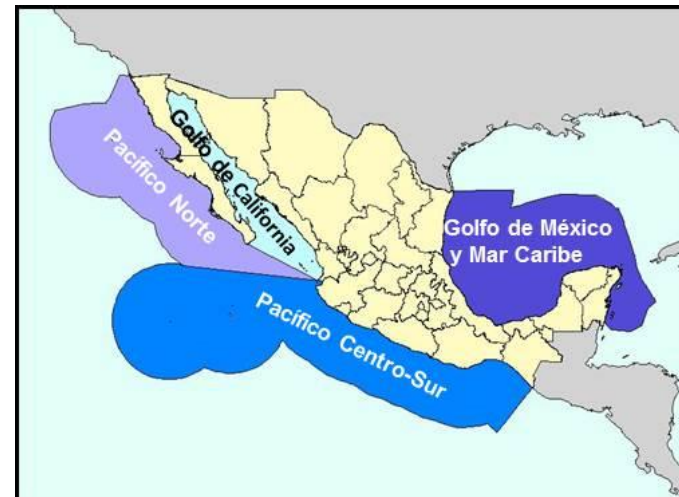 Golfo de California
Pacífico Norte
Golfo de México
y Mar Caribe
Pacífico Centro-Sur